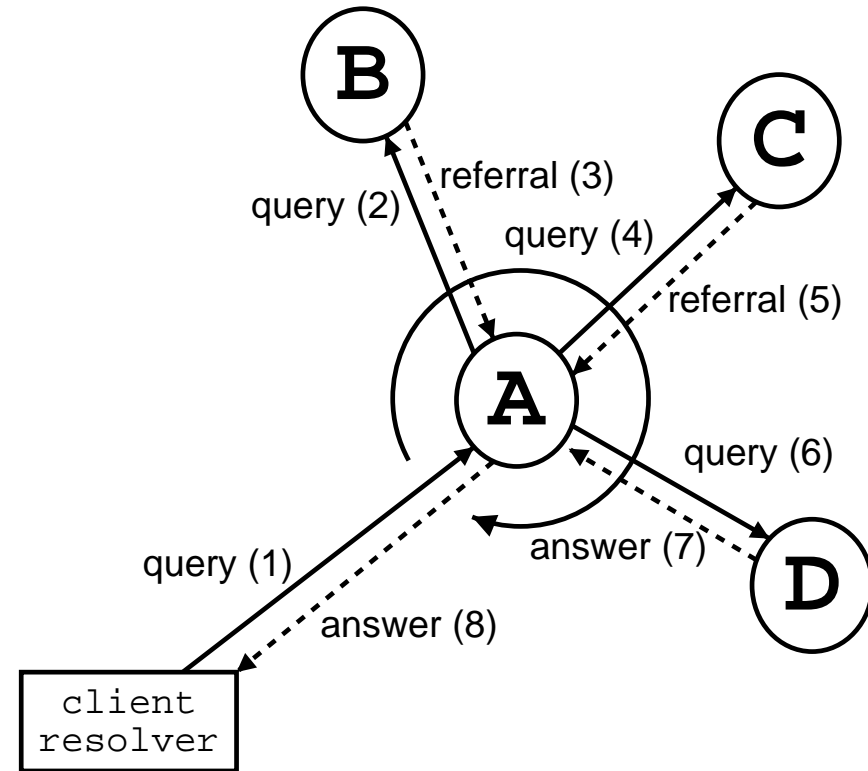 B
C
referral (3)
query (2)
query (4)
referral (5)
A
query (6)
answer (7)
query (1)
D
answer (8)
client
resolver